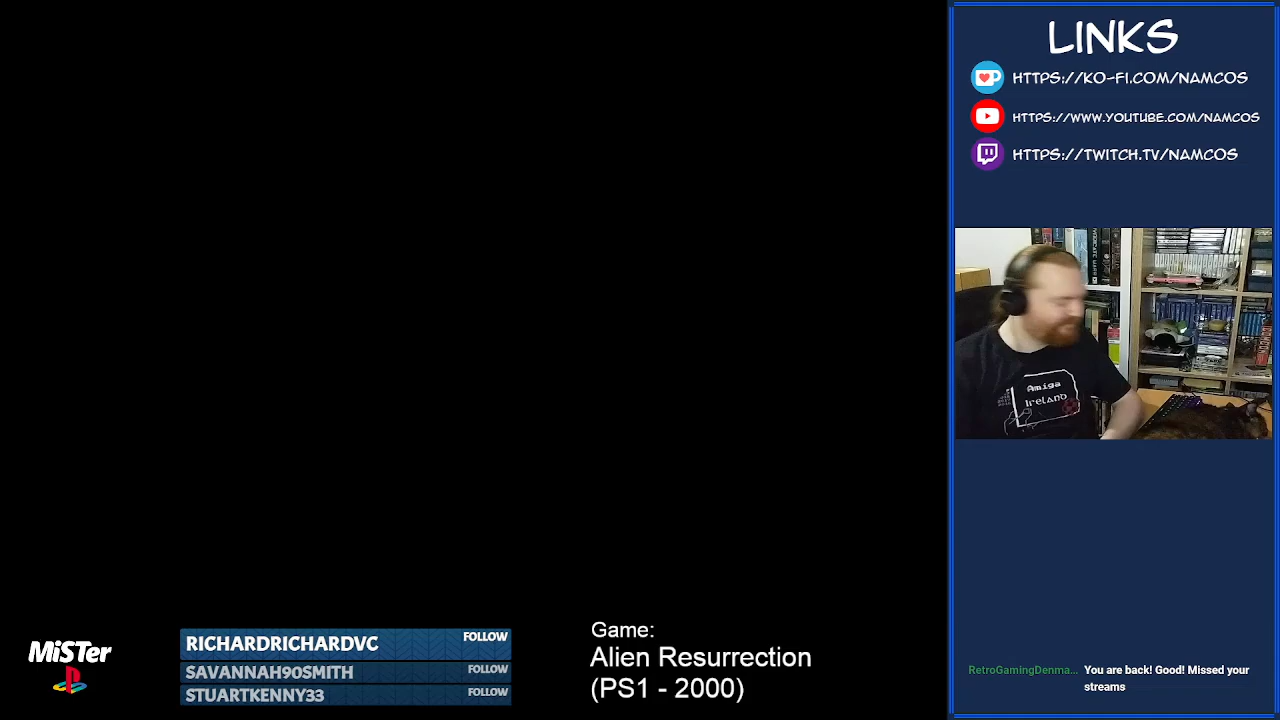 LINKS
HTTPS://KO-FI.COM/NAMCOS
HTTPS://WWW.YOUTUBE.COM/NAMCOS
HTTPS://TWITCH.TV/NAMCOS
Amiga
Ireland
MiSTer
RICHARDRICHARDVC FOLLOW
SAVANNAH90SMITH FOLLOW
STUARTKENNY33 FOLLOW
Game:
Alien Resurrection
(PS1 - 2000)
RetroGamingDenma... You are back! Good! Missed your
streams